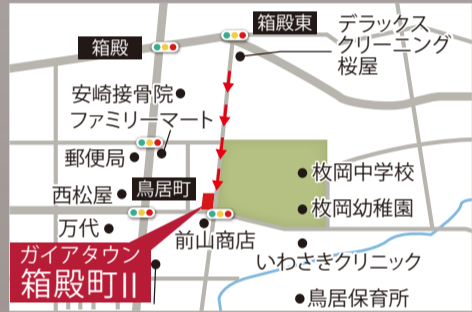 箱殿東
デラックス
クリーニング
桜屋
箱殿
安崎接骨院
ファミリーマート
郵便局
鳥居町
西松屋
万代
枚岡中学校
枚岡幼稚園
前山商店
いわさきクリニック
鳥居保育所
ガイアタウン
箱殿町II